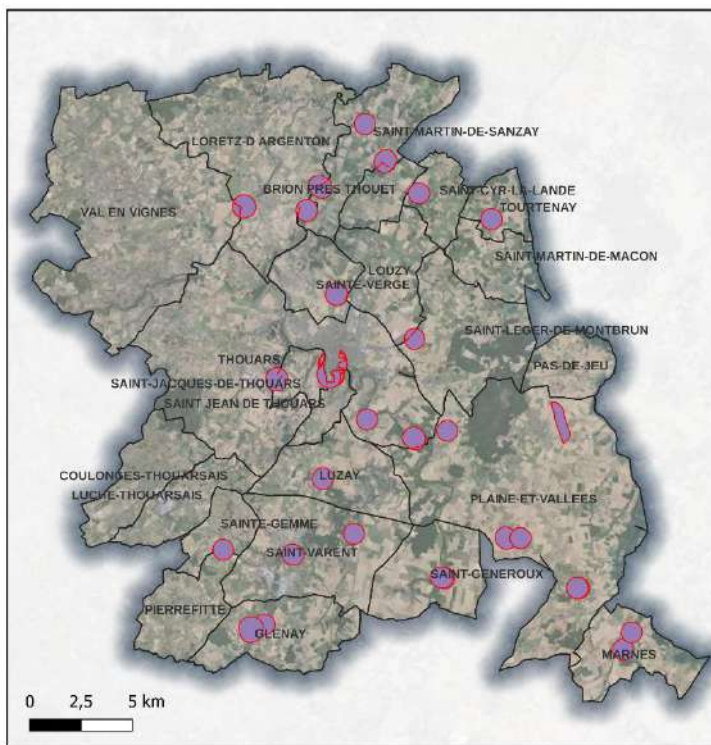 SAINT-MARTIN-DE-SANZAY
LORETZ-D ARGENTON
BRION PRES THOUET
SAINT-CYR-LA-LANDE
TOURTENAY
VAL EN VIGNES
SAINT-MARTIN-DE-MACON
LOUZY
SAINTE-VERGE
SAINT-LEGER-DE-MONTBRUN
THOUARS
PAS-DE-JEU
SAINT-JACQUES-DE-THOUARS
SAINT JEAN DE THOUARS
COULONGES-THOUARSAIS
LUZAY
LUCHE-THOUARSAIS
PLAINE-ET-VALLEES
SAINTE-GEMME
SAINT-VARENT
SAINT-GENEROUX
PIERREFITTE
GLENAY
MARNES
0 2,5 5 km